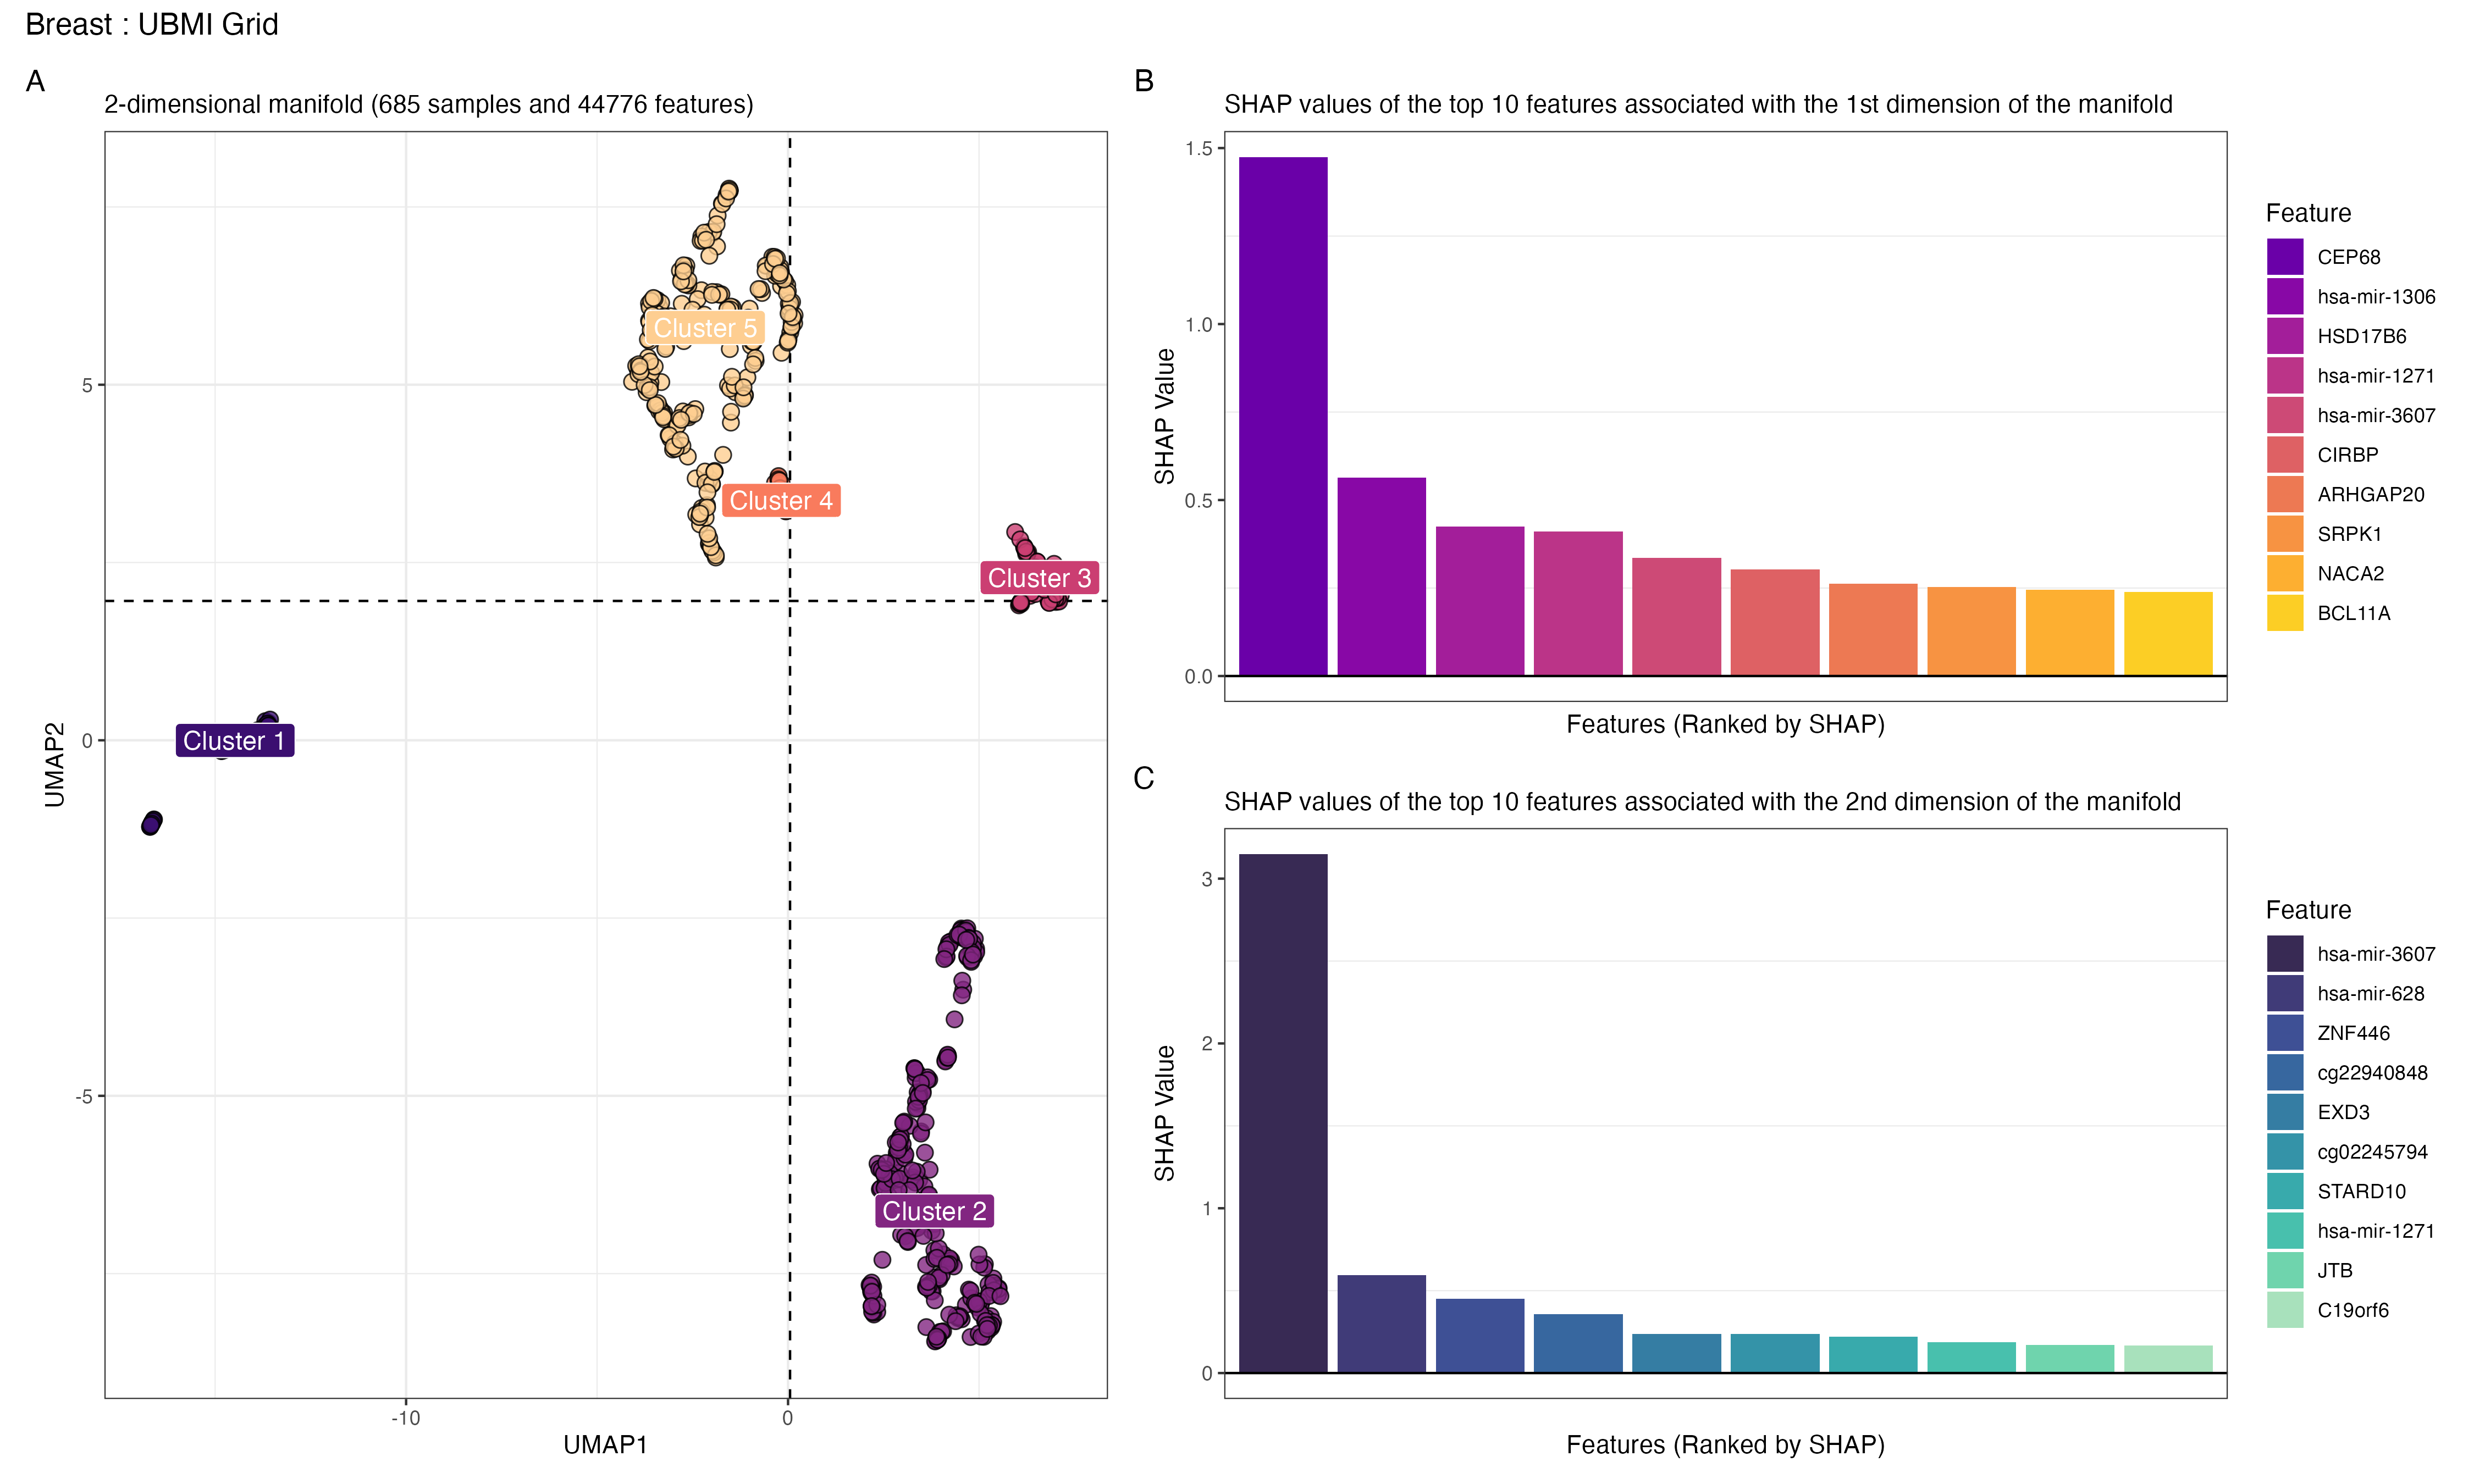 Breast : UBMI Grid
A
2-dimensional manifold (685 samples and 44776 features)
Cluster 5
Cluster 4
Cluster 3
Cluster 1
Cluster 2
5
0
-5
UMAP2
-10
0
UMAP1
B
SHAP values of the top 10 features associated with the 1st dimension of the manifold
1.5
1.0
0.5
0.0
SHAP Value
Features (Ranked by SHAP)
Feature
CEP68
hsa-mir-1306
HSD17B6
hsa-mir-1271
hsa-mir-3607
CIRBP
ARHGAP20
SRPK1
NACA2
BCL11A
C
SHAP values of the top 10 features associated with the 2nd dimension of the manifold
3
2
1
0
SHAP Value
Features (Ranked by SHAP)
Feature
hsa-mir-3607
hsa-mir-628
ZNF446
cg22940848
EXD3
cg02245794
STARD10
hsa-mir-1271
JTB
C19orf6